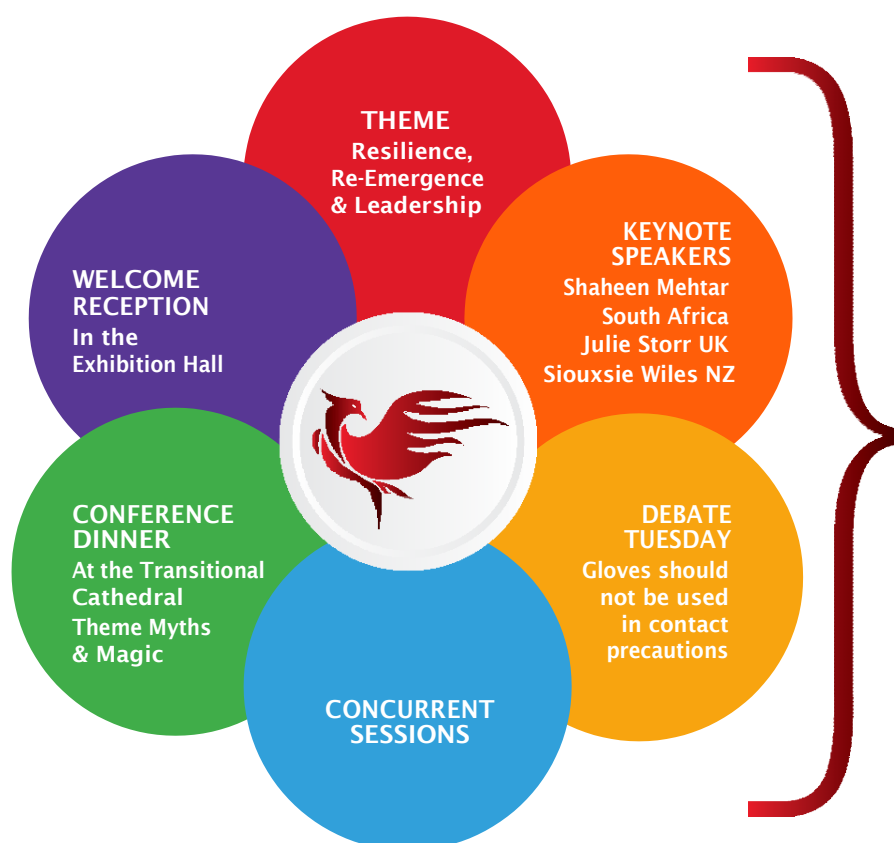 THEME
Resilience,
Re-Emergence
& Leadership
KEYNOTE
SPEAKERS
Shaheen Mehtar
South Africa
Julie Storr UK
Siouxsie Wiles NZ
DEBATE
TUESDAY
Gloves should
not be used
in contact
precautions
CONCURRENT
SESSIONS
CONFERENCE
DINNER
At the Transitional
Cathedral
Theme Myths
& Magic
WELCOME
RECEPTION
In the
Exhibition Hall